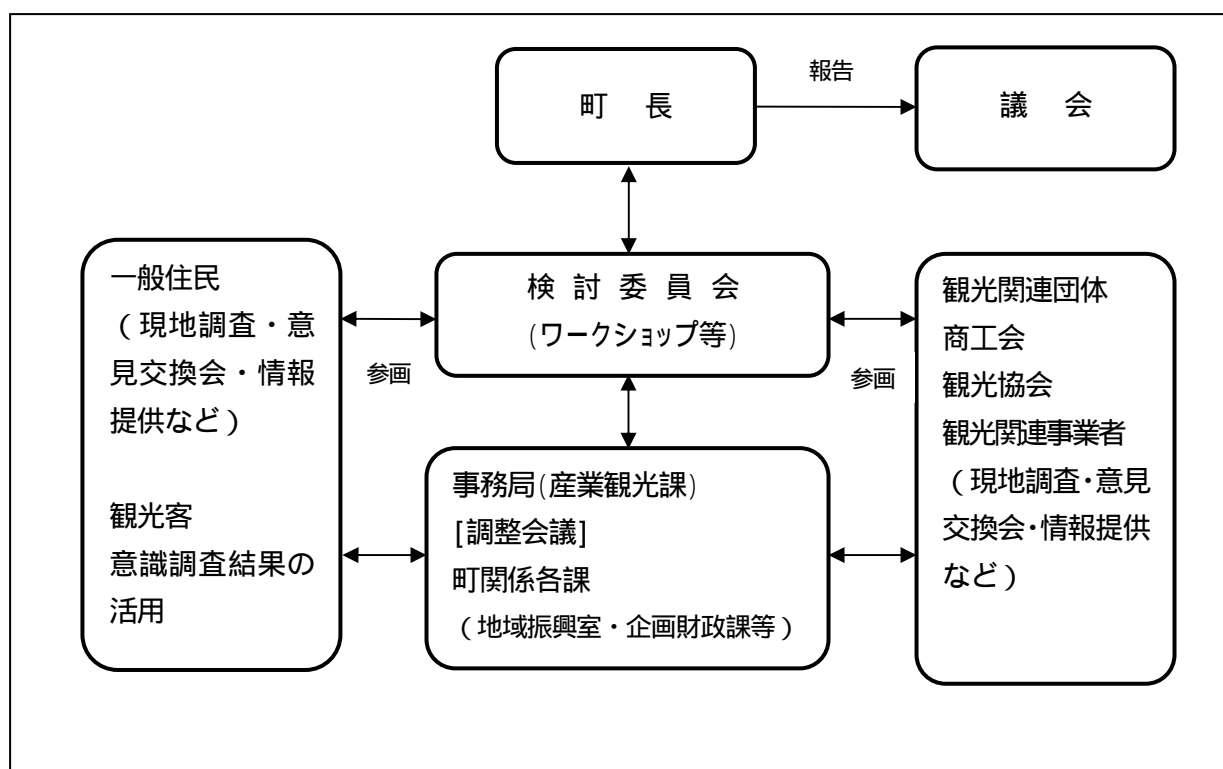 町　長
報告
議　会
一般住民
（現地調査・意
見交換会・情報
提供など）
観光客
意識調査結果の
活用
参画
検 討 委 員 会
(ワークショップ等)
事務局(産業観光課)
[調整会議]
町関係各課
（地域振興室・企画財政課等）
参画
観光関連団体
商工会
観光協会
観光関連事業者
（現地調査・意見
交換会・情報提供
など）